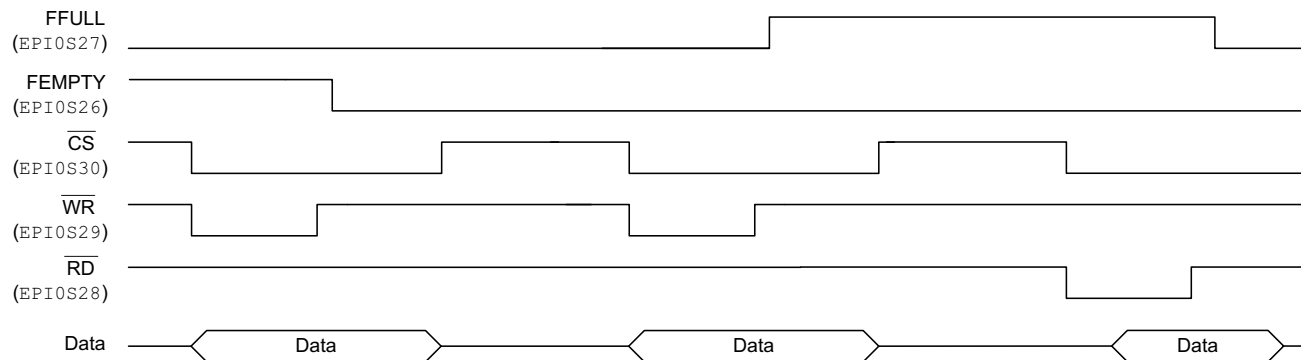 FFULL
(EPI0S27)
FEMPTY
(EPI0S26)
CS
(EPI0S30)
WR
(EPI0S29)
RD
(EPI0S28)
Data Data Data Data